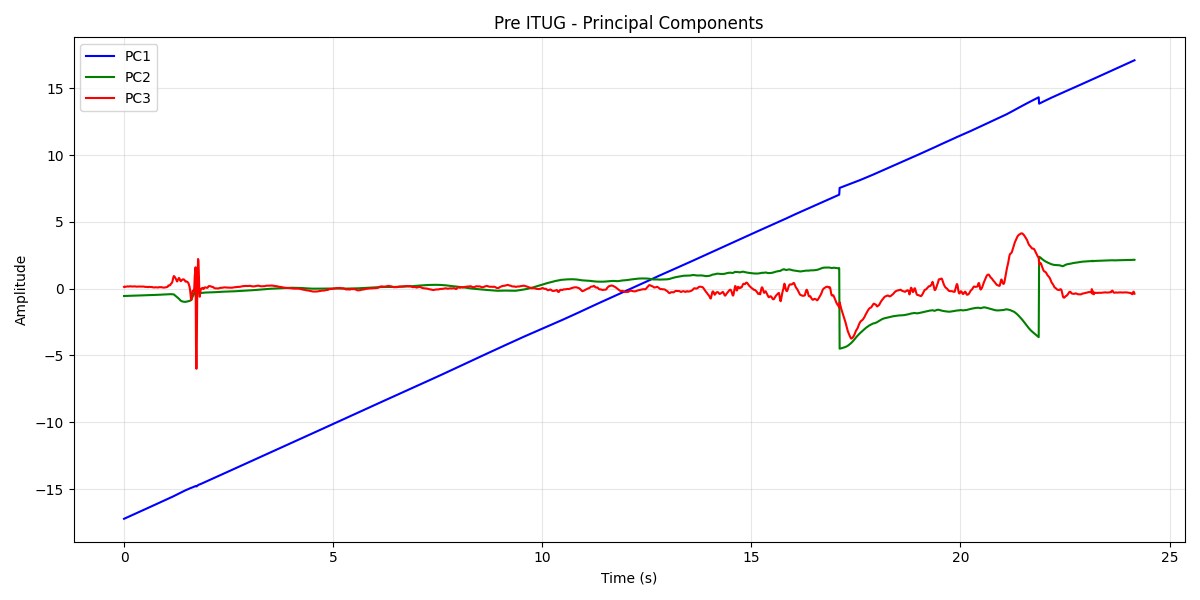 Pre ITUG - Principal Components
PC1
PC2
PC3
Amplitude
15
10
5
0
−5
−10
−15
0 5 10 15 20 25
Time (s)